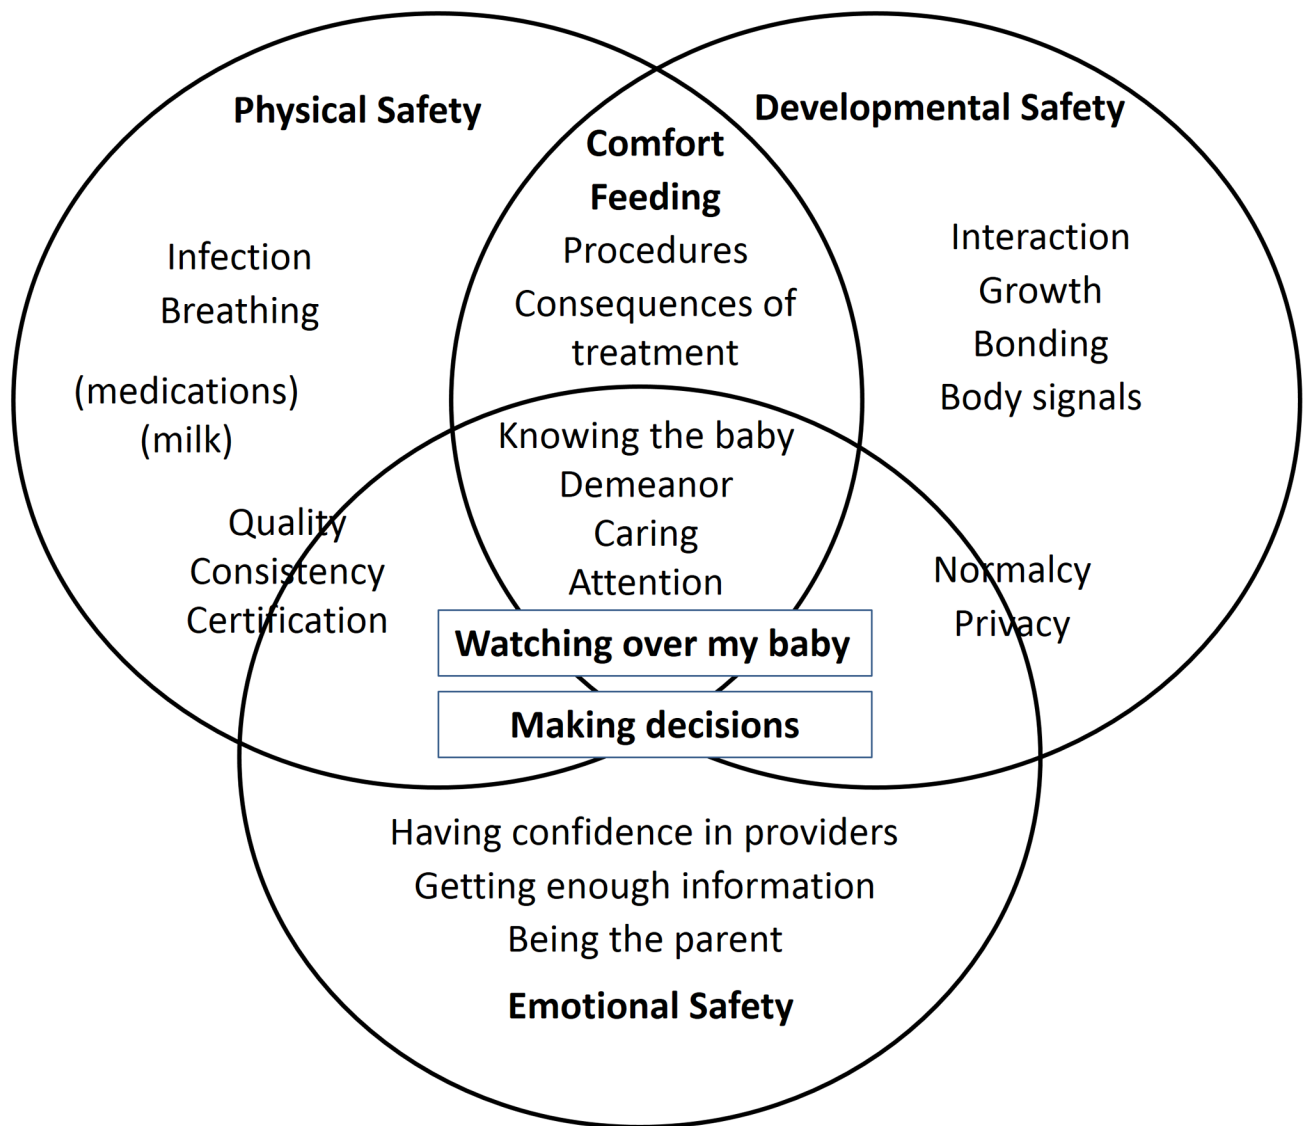 Physical Safety
Developmental Safety
Comfort
Feeding
Procedures
Consequences of
treatment
Infection
Breathing
(medications)
(milk)
Interaction
Growth
Bonding
Body signals
Knowing the baby
Demeanor
Caring
Attention
Quality
Consistency
Certification
Normalcy
Privacy
Watching over my baby
Making decisions
Having confidence in providers
Getting enough information
Being the parent
Emotional Safety